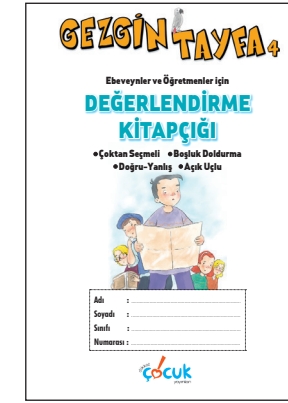 GEZGİN TAYFA 4
Ebeveynler ve Öğretmenler için
DEĞERLENDİRME
KİTAPÇIĞI
•Çoktan Seçmeli •Boşluk Doldurma
•Doğru-Yanlış •Açık Uçlu
Adı :
Soyadı :
Sınıfı :
Numarası :
çocuk
yayınları